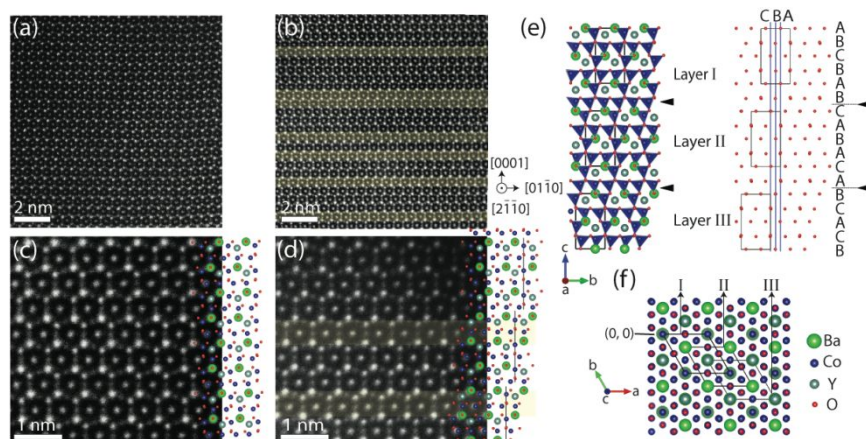 (a)
2 nm
(b)
2 nm
(c)
1 nm
(d)
1 nm
[0001]
[011̅0]
[21̅1̅0]
(e)
Layer I
Layer II
Layer III
c
a
b
C B A
A
B
C
B
A
B
C
A
B
A
C
A
B
C
A
C
B
(f)
I
II
III
(0, 0)
b
c
a
Ba
Co
Y
O